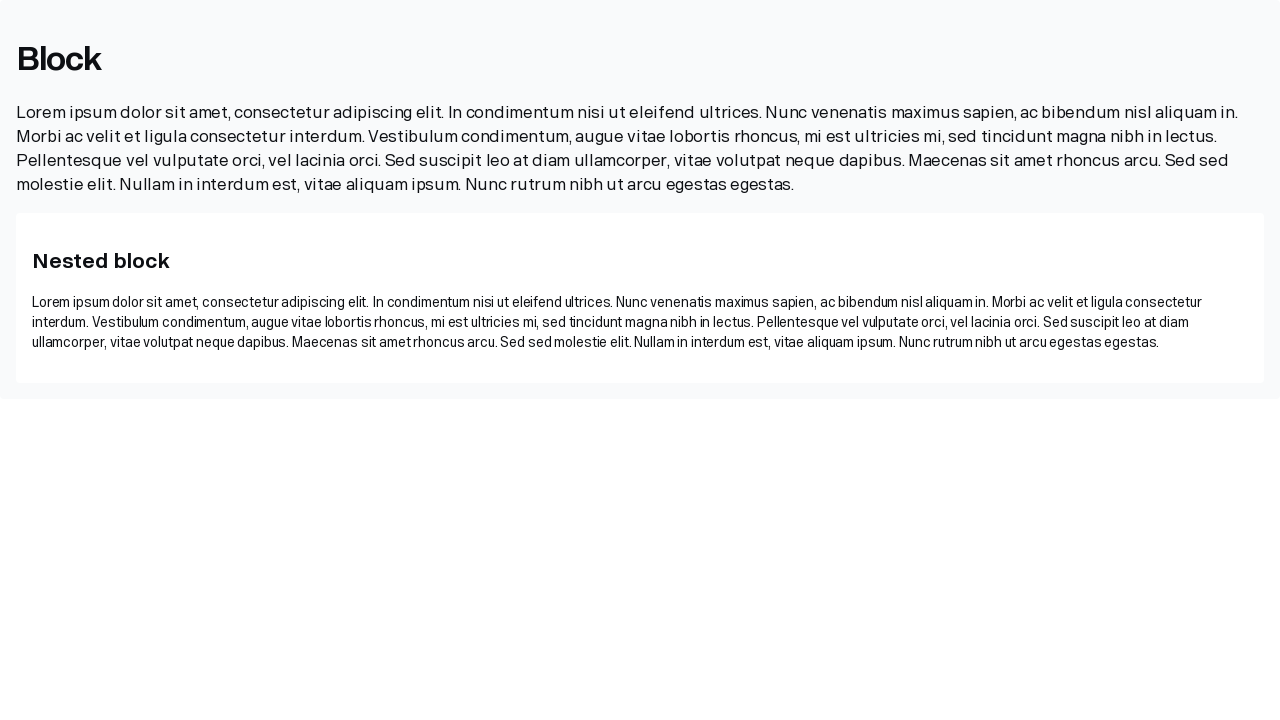 Block
Lorem ipsum dolor sit amet, consectetur adipiscing elit. In condimentum nisi ut eleifend ultrices. Nunc venenatis maximus sapien, ac bibendum nisl aliquam in.
Morbi ac velit et ligula consectetur interdum. Vestibulum condimentum, augue vitae lobortis rhoncus, mi est ultricies mi, sed tincidunt magna nibh in lectus.
Pellentesque vel vulputate orci, vel lacinia orci. Sed suscipit leo at diam ullamcorper, vitae volutpat neque dapibus. Maecenas sit amet rhoncus arcu. Sed sed
molestie elit. Nullam in interdum est, vitae aliquam ipsum. Nunc rutrum nibh ut arcu egestas egestas.
Nested block
Lorem ipsum dolor sit amet, consectetur adipiscing elit. In condimentum nisi ut eleifend ultrices. Nunc venenatis maximus sapien, ac bibendum nisl aliquam in. Morbi ac velit et ligula consectetur
interdum. Vestibulum condimentum, augue vitae lobortis rhoncus, mi est ultricies mi, sed tincidunt magna nibh in lectus. Pellentesque vel vulputate orci, vel lacinia orci. Sed suscipit leo at diam
ullamcorper, vitae volutpat neque dapibus. Maecenas sit amet rhoncus arcu. Sed sed molestie elit. Nullam in interdum est, vitae aliquam ipsum. Nunc rutrum nibh ut arcu egestas egestas.